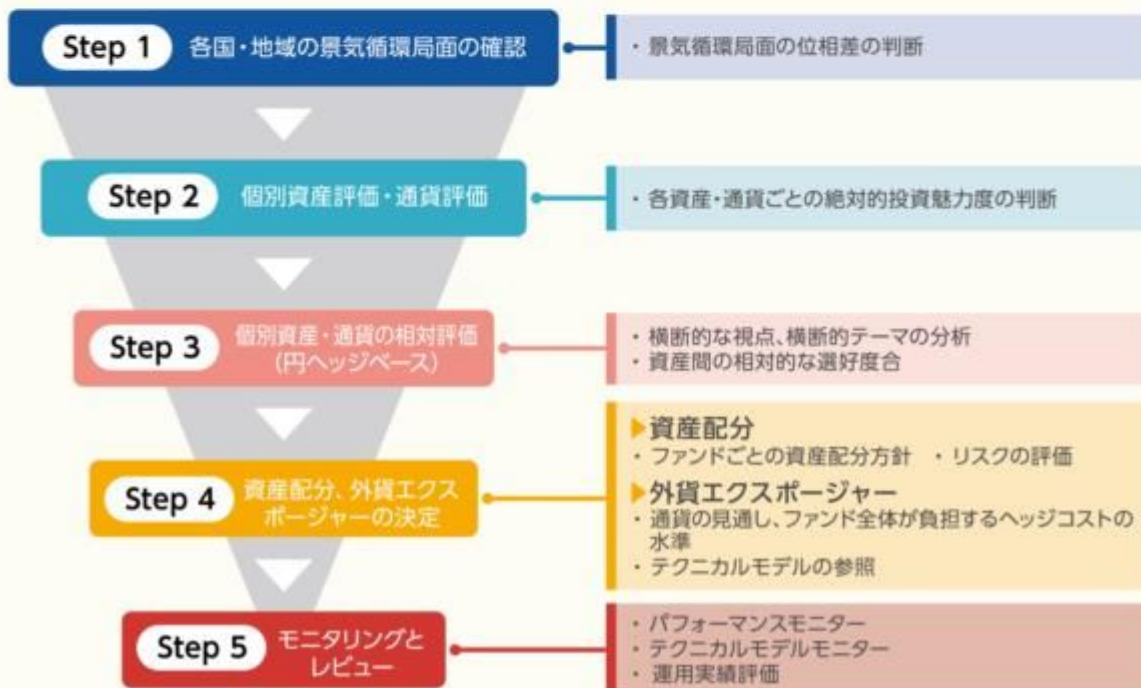 Step 1
各国・地域の景気循環局面の確認
・ 景気循環局面の位相差の判断
Step 2
個別資産評価・通貨評価
・ 各資産・通貨ごとの絶対的投資魅力度の判断
Step 3
個別資産・通貨の相対評価
(円ヘッジベース)
・ 横断的な視点、横断的テーマの分析
・ 資産間の相対的な選好度合
Step 4
資産配分、外貨エクス
ポージャーの決定
▶資産配分
・ ファンドごとの資産配分方針 ・ リスクの評価
▶外貨エクスポージャー
・ 通貨の見通し、ファンド全体が負担するヘッジコストの
水準
・ テクニカルモデルの参照
Step 5
モニタリングと
レビュー
・ パフォーマンスモニター
・ テクニカルモデルモニター
・ 運用実績評価